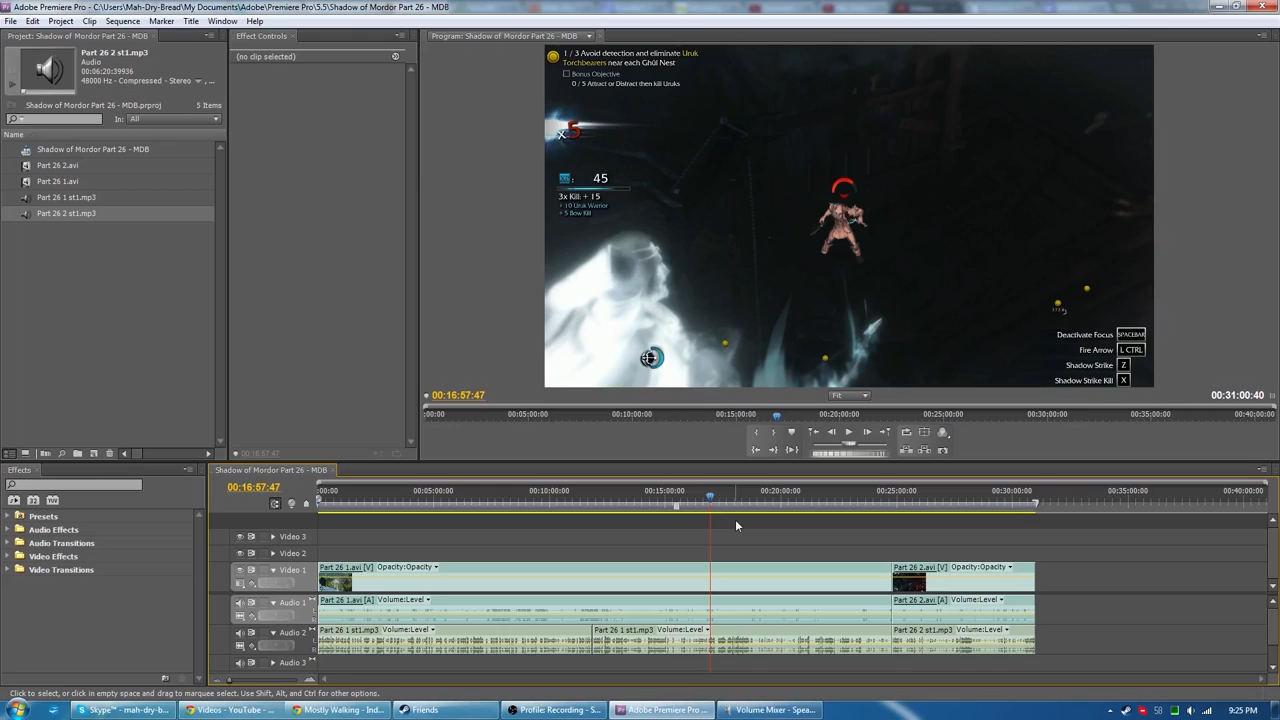 Adobe Premiere Pro - C:\Users\Mah-Dry-Bread\My Documents\Adobe\Premiere Pro\5.5\Shadow of Mordor Part 26 - MDB
File Edit Project Clip Sequence Marker Title Window Help
Project: Shadow of Mordor Part 26 - MDB
Effect Controls
Program: Shadow of Mordor Part 26 - MDB
Part 26 2 st1.mp3
Audio
00:06:20:39936
48000 Hz - Compressed - Stereo
(no clip selected)
Shadow of Mordor Part 26 - MDB.prproj
5 Items
In: All
Name
Shadow of Mordor Part 26 - MDB
Part 26 2.avi
Part 26 1.avi
Part 26 1 st1.mp3
Part 26 2 st1.mp3
1 / 3 Avoid detection and eliminate Uruk
Torchbearers near each Ghûl Nest
Bonus Objective
0 / 5 Attract or Distract then kill Uruks
x5
45
3x Kill: + 15
+ 10 Uruk Warrior
+ 5 Bow Kill
Deactivate Focus SPACEBAR
Fire Arrow L CTRL
Shadow Strike Z
Shadow Strike Kill X
00:16:57:47
Fit
00:31:00:40
:00:00 00:05:00:00 00:10:00:00 00:15:00:00 00:20:00:00 00:25:00:00 00:30:00:00 00:35:00:00 00:40:00:00
00:16:57:47
Effects
Shadow of Mordor Part 26 - MDB
00:16:57:47
:00:00 00:05:00:00 00:10:00:00 00:15:00:00 00:20:00:00 00:25:00:00 00:30:00:00 00:35:00:00 00:40:00:00
Presets
Audio Effects
Audio Transitions
Video Effects
Video Transitions
Video 3
Video 2
Video 1
Part 26 1.avi [V] Opacity:Opacity
Part 26 2.avi [V] Opacity:Opacity
Audio 1
Part 26 1.avi [A] Volume:Level
Part 26 2.avi [A] Volume:Level
Audio 2
Part 26 1 st1.mp3 Volume:Level
Part 26 1 st1.mp3 Volume:Level
Part 26 2 st1.mp3 Volume:Level
Audio 3
Click to select, or click in empty space and drag to marquee select. Use Shift, Alt, and Ctrl for other options.
Skype™ - mah-dry-b...
Videos - YouTube - ...
Mostly Walking - Ind...
Friends
Profile: Recording - S...
Adobe Premiere Pro ...
Volume Mixer - Spea...
58
9:25 PM